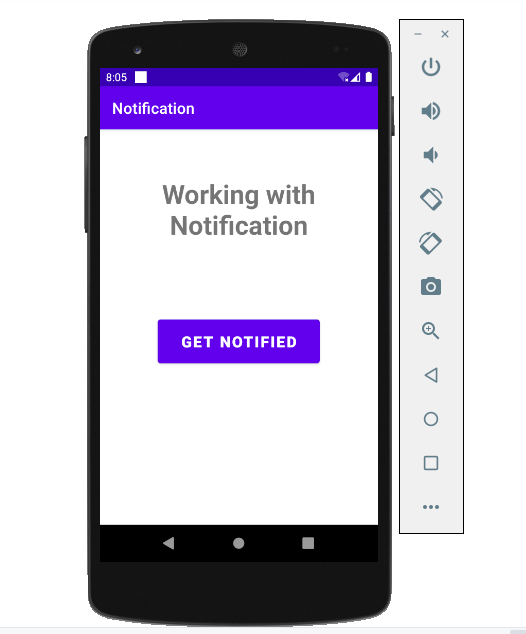 8:05
Notification
Working with
Notification
GET NOTIFIED